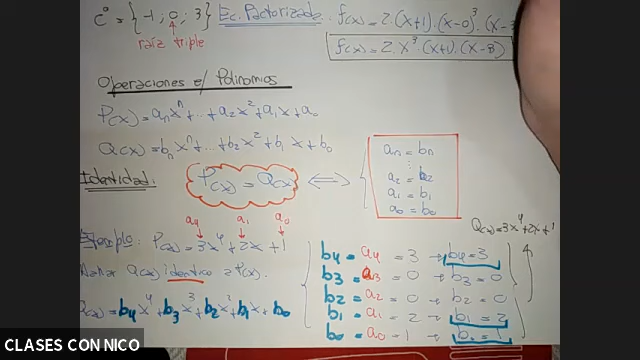 C⁰ = {-1; 0; 3} Ec. Factorizada: f(x) = 2.(x+1).(x-0)³.(x-3
raíz triple
f(x) = 2.x³.(x+1).(x-3)
Operaciones e/ Polinomios
P(x) = aₙxⁿ + ... + a₂x² + a₁x + a₀
Q(x) = bₙxⁿ + ... + b₂x² + b₁x + b₀
Identidad: P(x) = Q(x) ⟺
aₙ = bₙ
⋮
a₂ = b₂
a₁ = b₁
a₀ = b₀
Q(x) = 3x⁴ + 2x + 1
a₄ a₁ a₀
Ejemplo: P(x) = 3x⁴ + 2x + 1
Q(x) idéntico a P(x).
Q(x) = b₄x⁴ + b₃x³ + b₂x² + b₁x + b₀
b₄ = a₄ = 3 → b₄ = 3
b₃ = a₃ = 0 → b₃ = 0
b₂ = a₂ = 0 → b₂ = 0
b₁ = a₁ = 2 → b₁ = 2
b₀ = a₀ = 1 → b₀ = 1
CLASES CON NICO